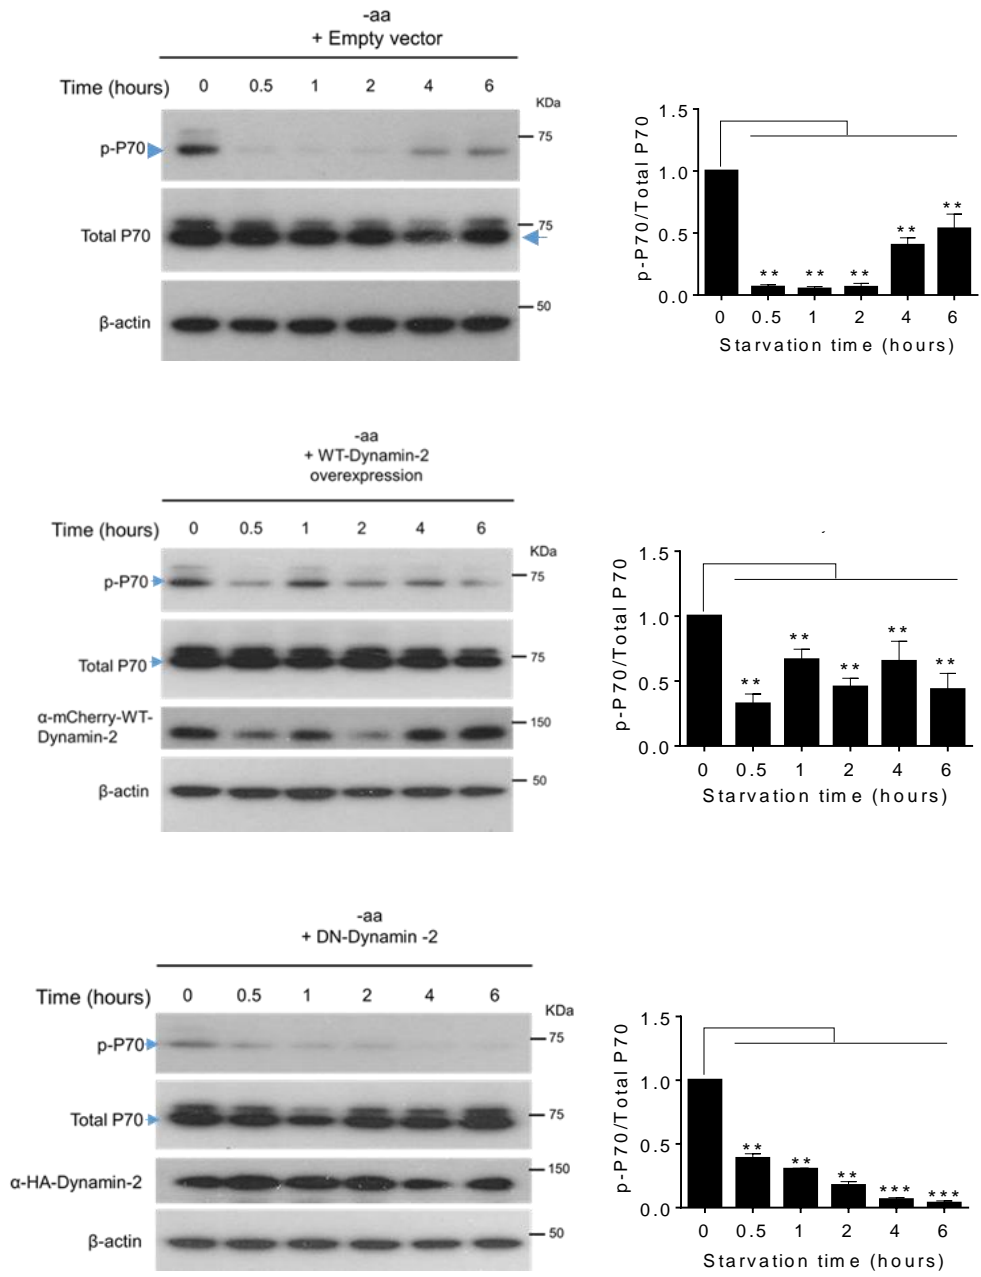 -aa
+ Empty vector
Time (hours) 0 0.5 1 2 4 6
KDa
p-P70 75
Total P70 75
β-actin 50
p-P70/Total P70
1.5
1.0
0.5
0.0
** ** ** ** **
0 0.5 1 2 4 6
Starvation time (hours)
-aa
+ WT-Dynamin-2
overexpression
Time (hours) 0 0.5 1 2 4 6
KDa
p-P70 75
Total P70 75
α-mCherry-WT-
Dynamin-2
150
β-actin 50
p-P70/Total P70
1.5
1.0
0.5
0.0
** ** ** ** **
0 0.5 1 2 4 6
Starvation time (hours)
-aa
+ DN-Dynamin -2
Time (hours) 0 0.5 1 2 4 6
KDa
p-P70 75
Total P70 75
α-HA-Dynamin-2 150
β-actin 50
p-P70/Total P70
1.5
1.0
0.5
0.0
** ** ** *** ***
0 0.5 1 2 4 6
Starvation time (hours)